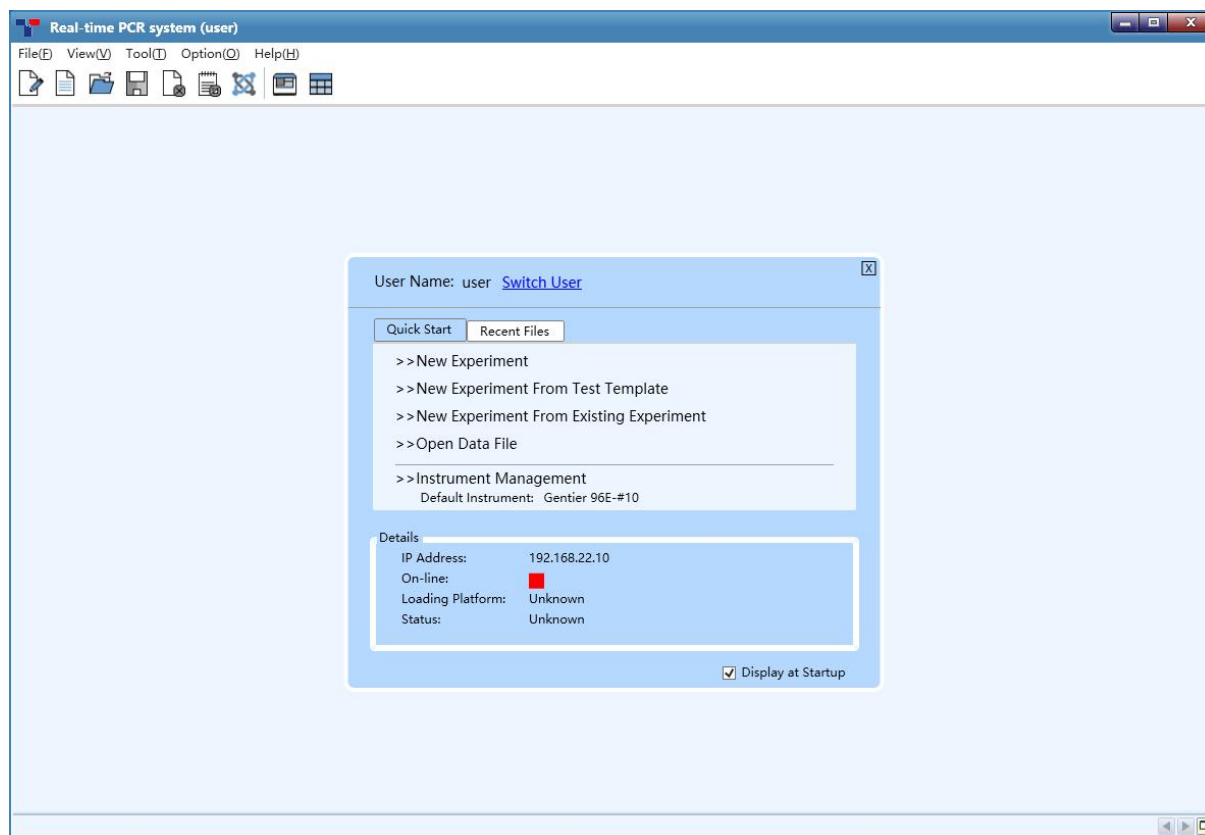 Real-time PCR system (user)
File(F) View(V) Tool(T) Option(O) Help(H)
X
User Name: user Switch User
Quick Start Recent Files
>>New Experiment
>>New Experiment From Test Template
>>New Experiment From Existing Experiment
>>Open Data File
>>Instrument Management
Default Instrument: Gentier 96E-#10
Details
IP Address: 192.168.22.10
On-line:
Loading Platform: Unknown
Status: Unknown
Display at Startup